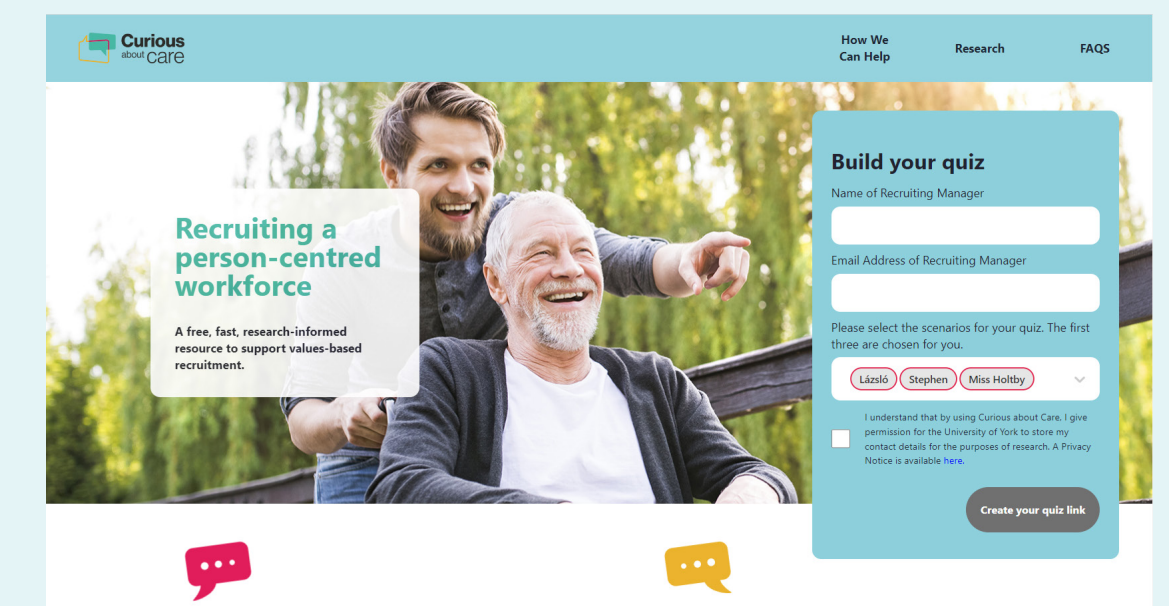 Curious
about care
How We
Can Help
Research
FAQS
Recruiting a
person-centred
workforce
A free, fast, research-informed
resource to support values-based
recruitment.
Build your quiz
Name of Recruiting Manager
Email Address of Recruiting Manager
Please select the scenarios for your quiz. The first
three are chosen for you.
Lázsló Stephen Miss Holtby
I understand that by using Curious about Care, I give
permission for the University of York to store my
contact details for the purposes of research. A Privacy
Notice is available here.
Create your quiz link